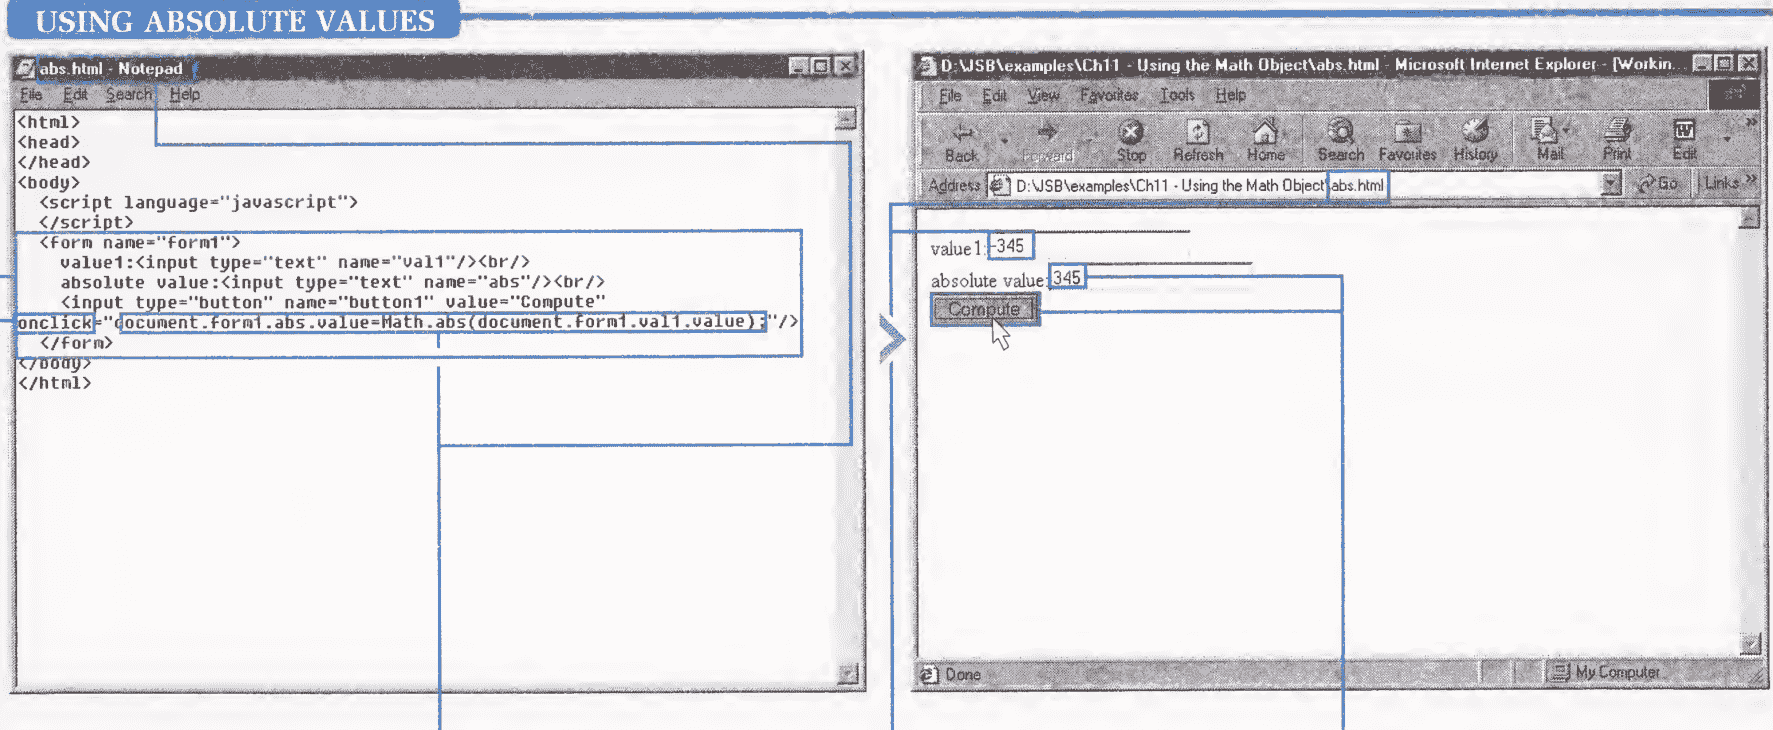 USING ABSOLUTE VALUES
abs.html - Notepad
File Edit Search Help
<html>
<head>
</head>
<body>
<script language="javascript">
</script>
<form name="form1">
value1:<input type="text" name="val1"/><br/>
absolute value:<input type="text" name="abs"/><br/>
<input type="button" name="button1" value="Compute"
onclick="document.form1.abs.value=Math.abs(document.form1.val1.value);"/>
</form>
</body>
</html>
D:\JSB\examples\Ch11 - Using the Math Object\abs.html - Microsoft Internet Explorer - [Workin...
File Edit View Favorites Tools Help
Back Forward Stop Refresh Home Search Favorites History Mail Print Edit »
Address D:\JSB\examples\Ch11 - Using the Math Object\abs.html Go Links »
value1:-345
absolute value:345
Compute
Done My Computer